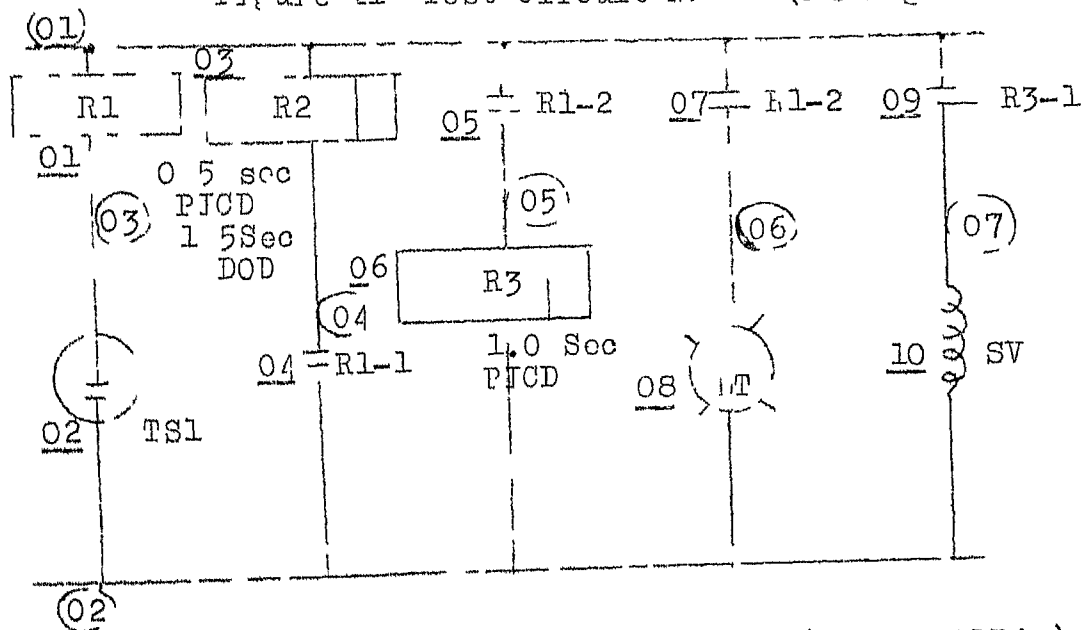 (01)
03
R1
R2
R1-2
07
R1-2
09
R3-1
01
05
0 5 sec
PJCD
1 5Sec
DOD
(03)
(05)
(06)
(07)
06
R3
(04
04
R1-1
1.0 Sec
PJCD
08
10
SV
02
TS1
(02